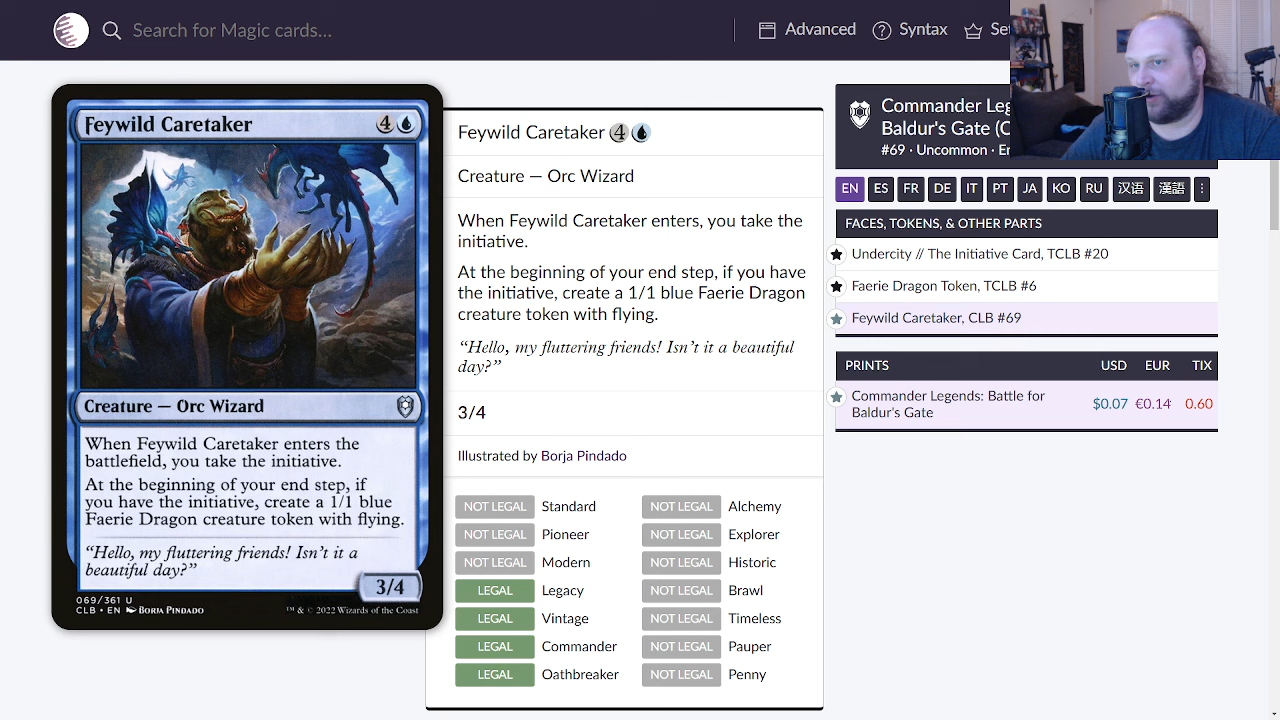 Search for Magic cards...
Advanced
Syntax
Set
Feywild Caretaker 4
Creature — Orc Wizard
When Feywild Caretaker enters the
battlefield, you take the initiative.
At the beginning of your end step, if
you have the initiative, create a 1/1 blue
Faerie Dragon creature token with flying.
“Hello, my fluttering friends! Isn't it a
beautiful day?”
3/4
069/361 U
CLB • EN Borja Pindado
™ & © 2022 Wizards of the Coast
Feywild Caretaker 4
Creature — Orc Wizard
When Feywild Caretaker enters, you take the
initiative.
At the beginning of your end step, if you have
the initiative, create a 1/1 blue Faerie Dragon
creature token with flying.
“Hello, my fluttering friends! Isn't it a beautiful
day?”
3/4
Illustrated by Borja Pindado
NOT LEGAL Standard NOT LEGAL Alchemy
NOT LEGAL Pioneer NOT LEGAL Explorer
NOT LEGAL Modern NOT LEGAL Historic
LEGAL Legacy NOT LEGAL Brawl
LEGAL Vintage NOT LEGAL Timeless
LEGAL Commander NOT LEGAL Pauper
LEGAL Oathbreaker NOT LEGAL Penny
Commander Leg
Baldur's Gate (C
#69 · Uncommon · En
EN ES FR DE IT PT JA KO RU 汉语 漢語
FACES, TOKENS, & OTHER PARTS
Undercity // The Initiative Card, TCLB #20
Faerie Dragon Token, TCLB #6
Feywild Caretaker, CLB #69
PRINTS USD EUR TIX
Commander Legends: Battle for
Baldur's Gate $0.07 €0.14 0.60